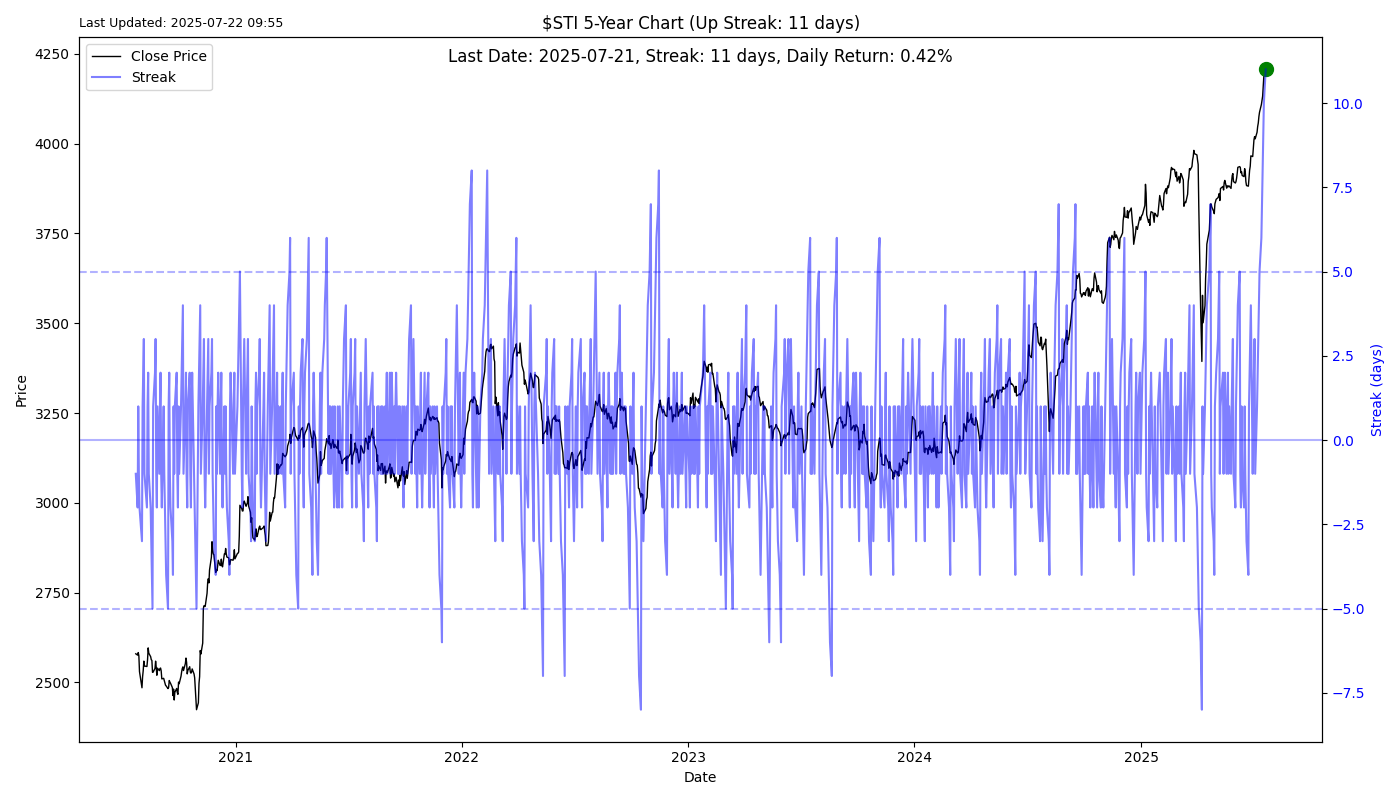 Last Updated: 2025-07-22 09:55
$STI 5-Year Chart (Up Streak: 11 days)
Last Date: 2025-07-21, Streak: 11 days, Daily Return: 0.42%
Close Price
Streak
Price
4250
4000
3750
3500
3250
3000
2750
2500
10.0
7.5
5.0
2.5
0.0
−2.5
−5.0
−7.5
Streak (days)
2021
2022
2023
2024
2025
Date